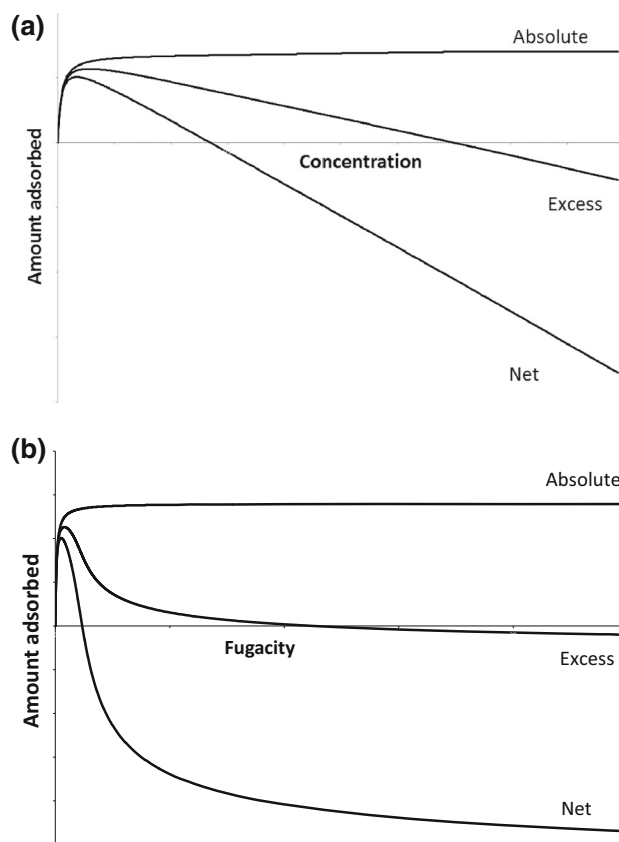 (a)
Absolute
Concentration
Amount adsorbed
Excess
Net
(b)
Absolute
Amount adsorbed
Fugacity
Excess
Net